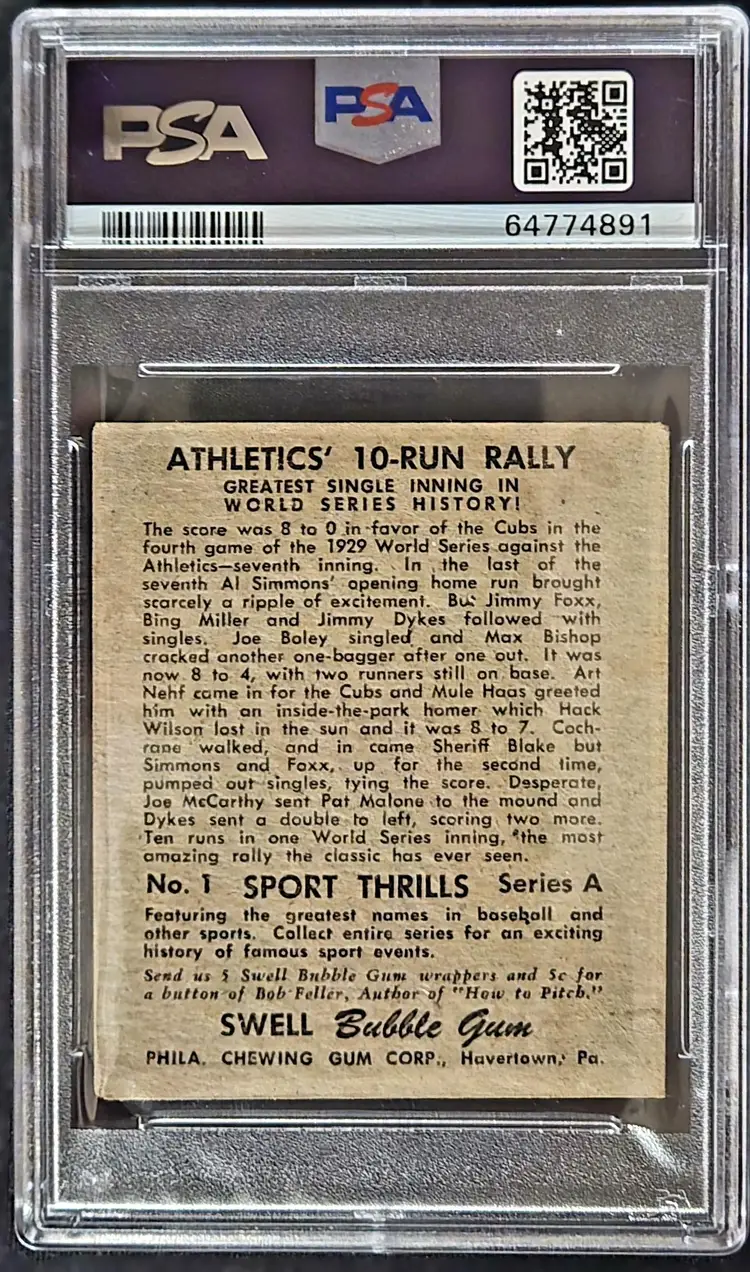 PSA PSA
64774891
ATHLETICS' 10-RUN RALLY
GREATEST SINGLE INNING IN
WORLD SERIES HISTORY!
The score was 8 to 0 in favor of the Cubs in the
fourth game of the 1929 World Series against the
Athletics—seventh inning. In the last of the
seventh Al Simmons' opening home run brought
scarcely a ripple of excitement. But Jimmy Foxx,
Bing Miller and Jimmy Dykes followed with
singles. Joe Boley singled and Max Bishop
cracked another one-bagger after one out. It was
now 8 to 4, with two runners still on base. Art
Nehf came in for the Cubs and Mule Haas greeted
him with an inside-the-park homer which Hack
Wilson lost in the sun and it was 8 to 7. Coch-
rane walked, and in came Sheriff Blake but
Simmons and Foxx, up for the second time,
pumped out singles, tying the score. Desperate,
Joe McCarthy sent Pat Malone to the mound and
Dykes sent a double to left, scoring two more.
Ten runs in one World Series inning, "the most
amazing rally the classic has ever seen.
No. 1 SPORT THRILLS Series A
Featuring the greatest names in baseball and
other sports. Collect entire series for an exciting
history of famous sport events.
Send us 5 Swell Bubble Gum wrappers and 5c for
a button of Bob Feller, Author of "How to Pitch."
SWELL Bubble Gum
PHILA. CHEWING GUM CORP., Havertown, Pa.